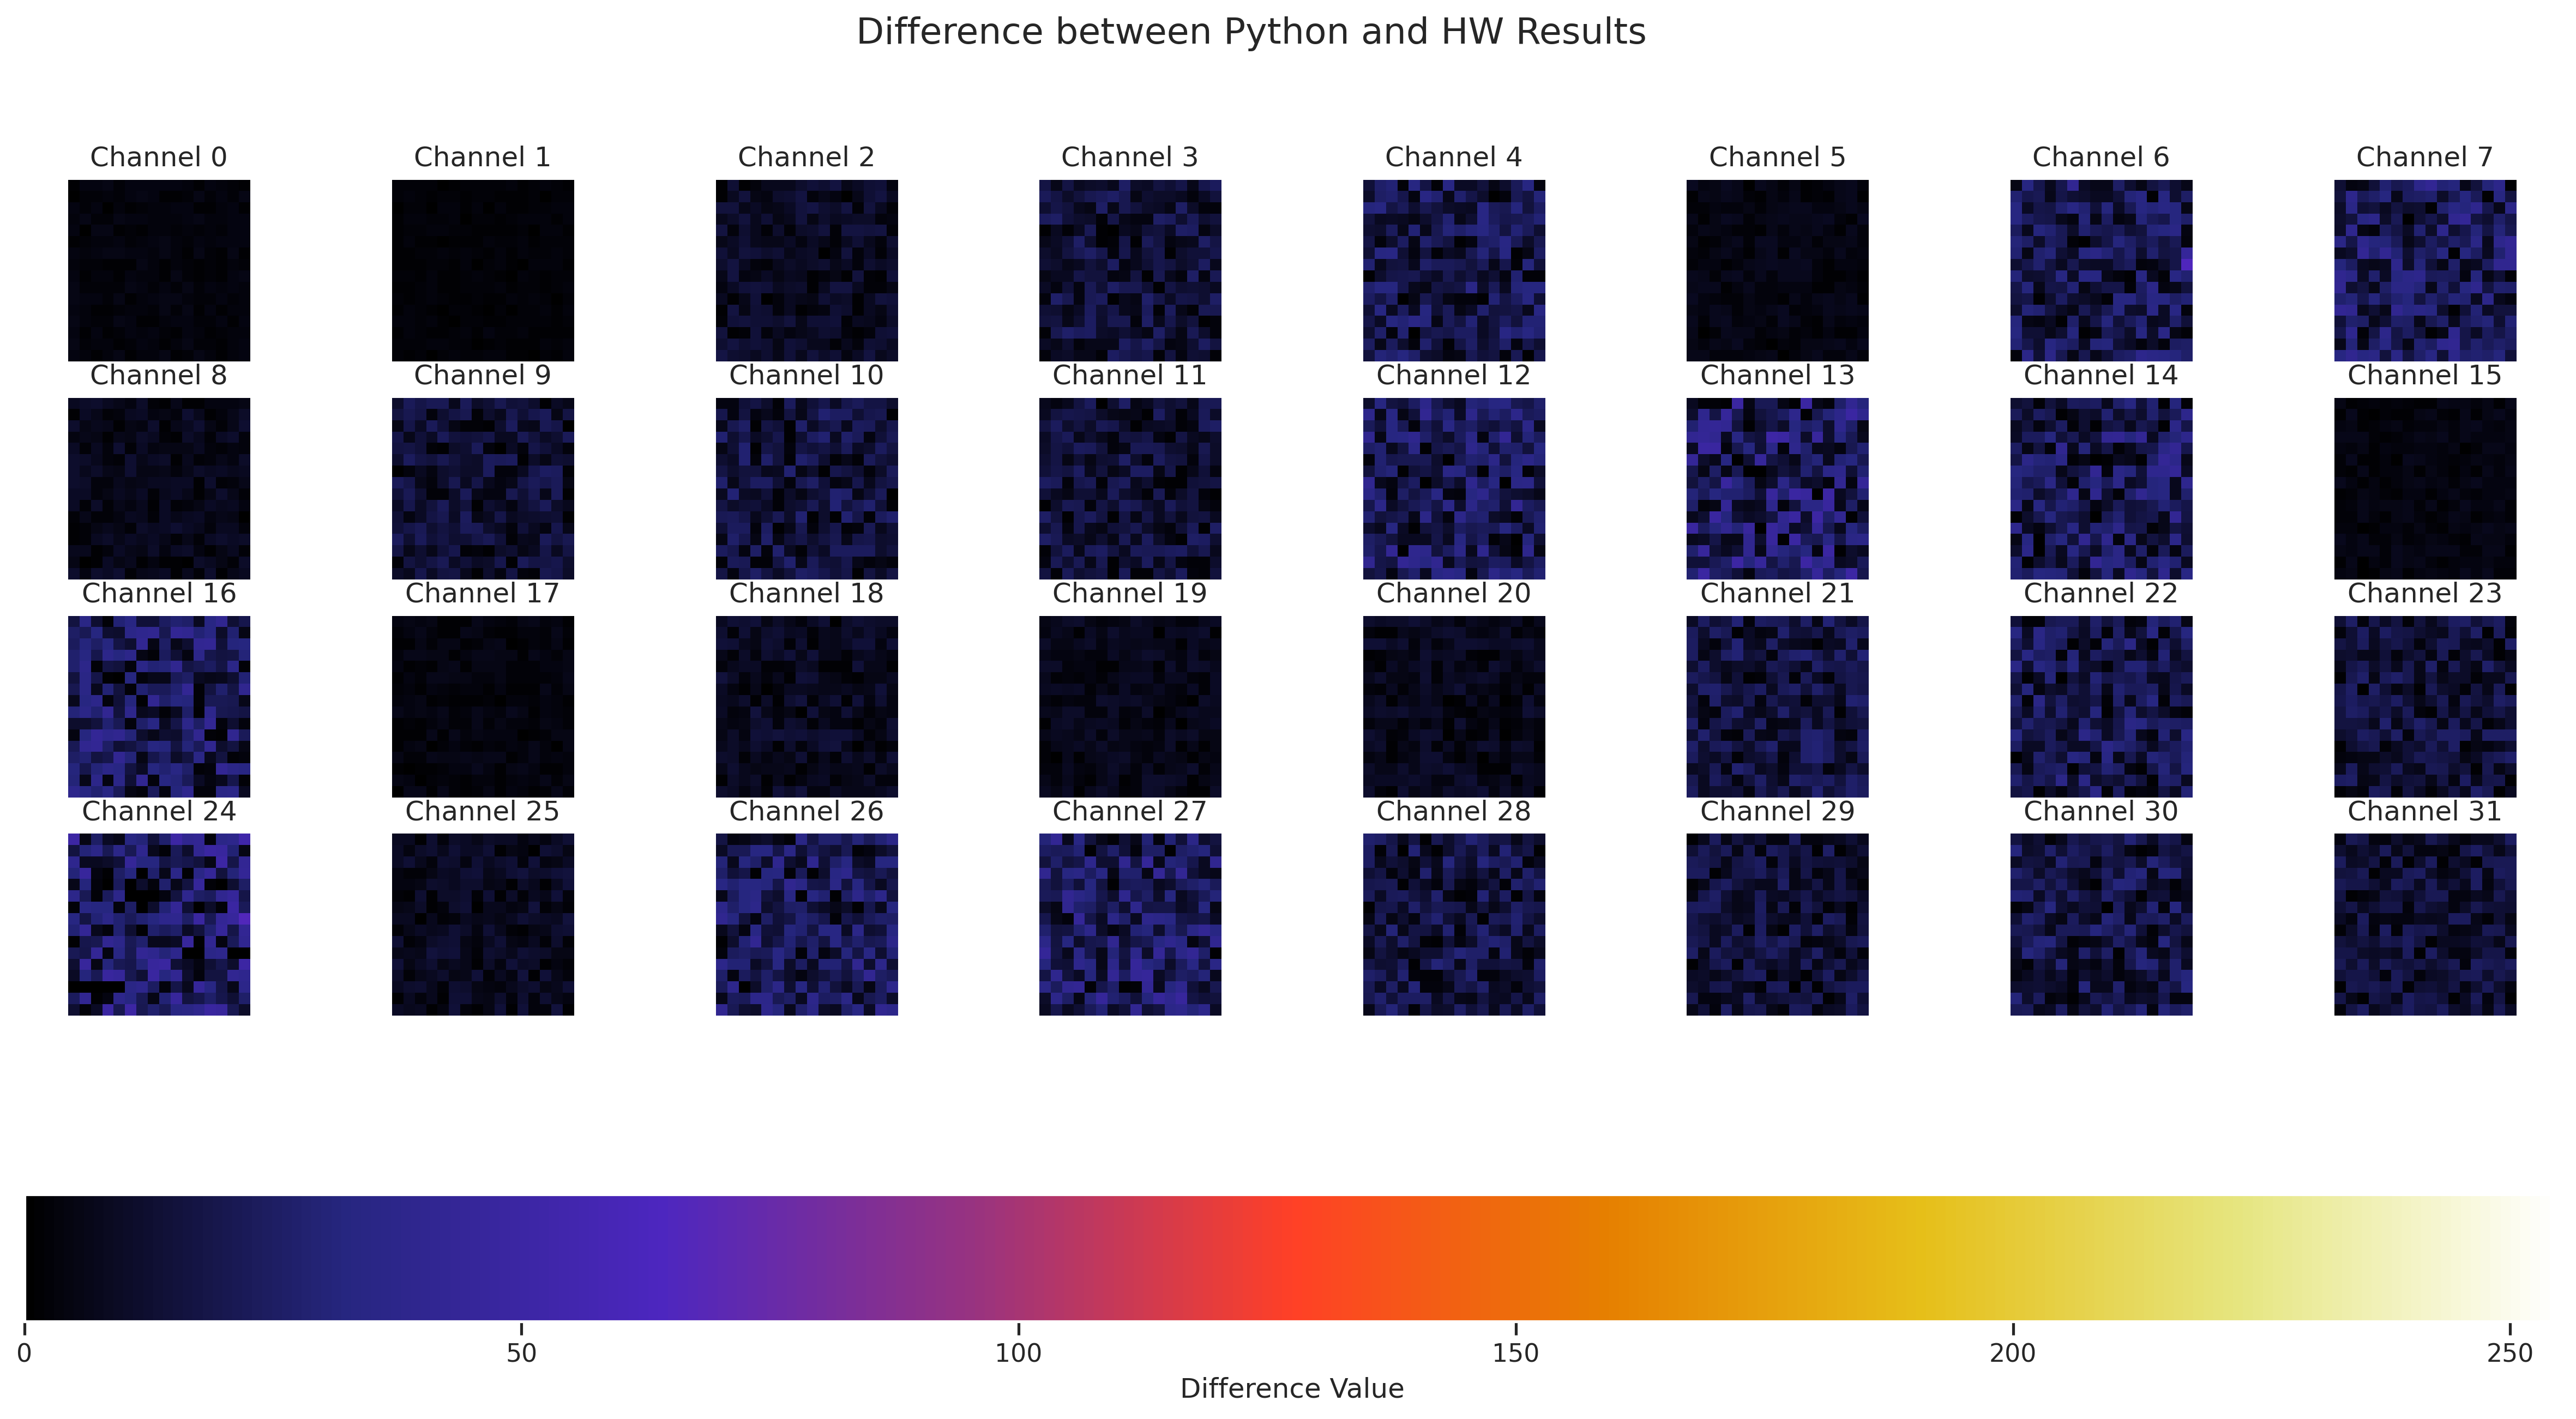 Difference between Python and HW Results
Channel 0 Channel 1 Channel 2 Channel 3 Channel 4 Channel 5 Channel 6 Channel 7
Channel 8 Channel 9 Channel 10 Channel 11 Channel 12 Channel 13 Channel 14 Channel 15
Channel 16 Channel 17 Channel 18 Channel 19 Channel 20 Channel 21 Channel 22 Channel 23
Channel 24 Channel 25 Channel 26 Channel 27 Channel 28 Channel 29 Channel 30 Channel 31
0 50 100 150 200 250
Difference Value